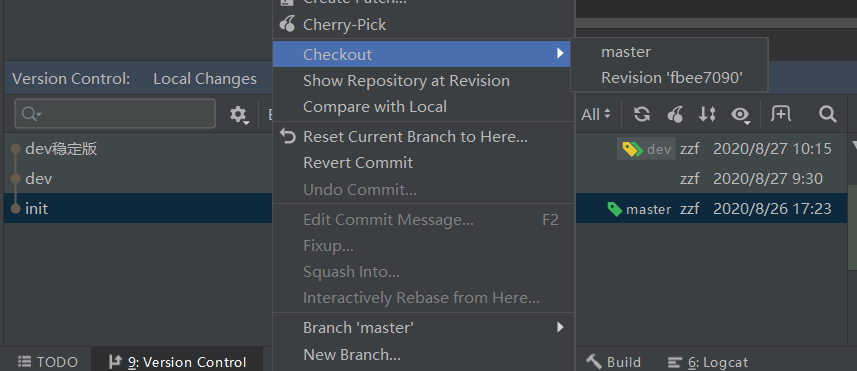 Create Patch...
Cherry-Pick
Checkout
master
Revision 'fbee7090'
Show Repository at Revision
Compare with Local
Reset Current Branch to Here...
Revert Commit
Undo Commit...
Edit Commit Message... F2
Fixup...
Squash Into...
Interactively Rebase from Here...
Branch 'master'
New Branch...
Version Control: Local Changes
All
dev稳定版 dev zzf 2020/8/27 10:15
dev zzf 2020/8/27 9:30
init master zzf 2020/8/26 17:23
TODO 9: Version Control Build 6: Logcat